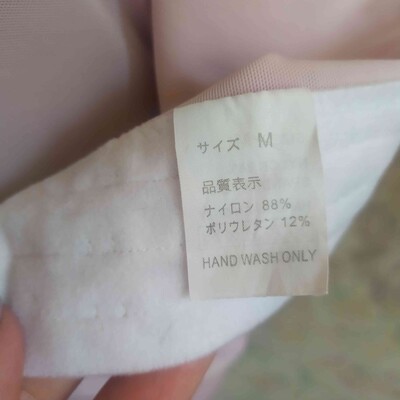 サイズ M
品質表示
ナイロン 88%
ポリウレタン 12%
HAND WASH ONLY